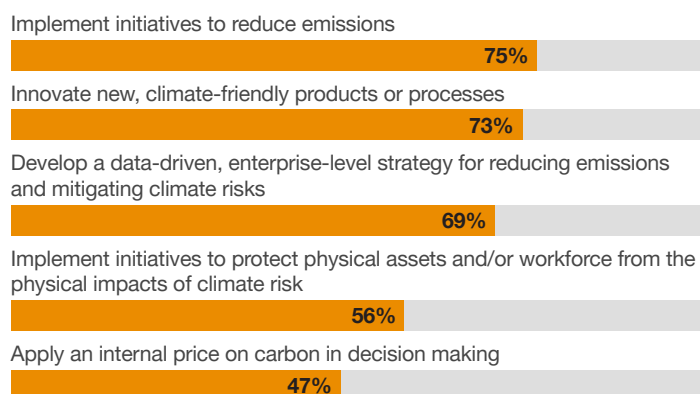 Implement initiatives to reduce emissions
75%
Innovate new, climate-friendly products or processes
73%
Develop a data-driven, enterprise-level strategy for reducing emissions
and mitigating climate risks
69%
Implement initiatives to protect physical assets and/or workforce from the
physical impacts of climate risk
56%
Apply an internal price on carbon in decision making
47%